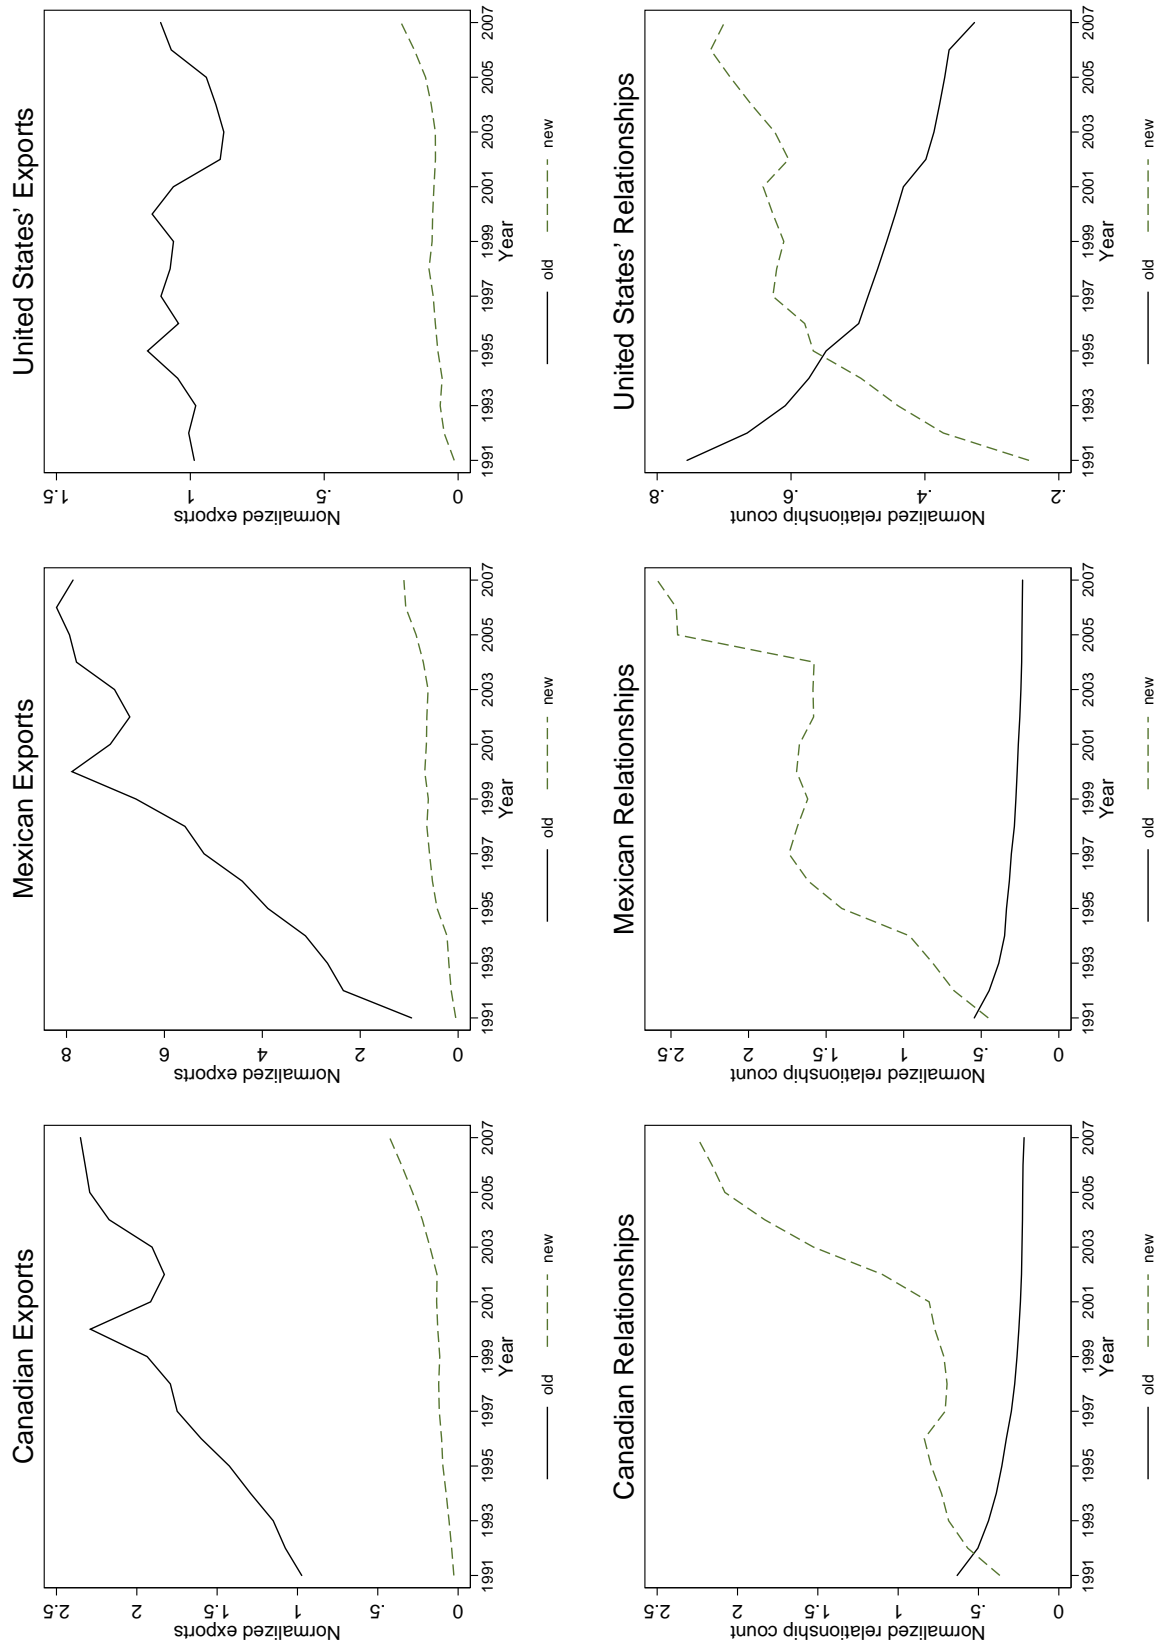 Canadian Exports
Normalized exports
2.5
2
1.5
1
.5
0
1991 1993 1995 1997 1999 2001 2003 2005 2007
Year
old new
Mexican Exports
Normalized exports
8
6
4
2
0
1991 1993 1995 1997 1999 2001 2003 2005 2007
Year
old new
United States' Exports
Normalized exports
1.5
1
.5
0
1991 1993 1995 1997 1999 2001 2003 2005 2007
Year
old new
Canadian Relationships
Normalized relationship count
2.5
2
1.5
1
.5
0
1991 1993 1995 1997 1999 2001 2003 2005 2007
Year
old new
Mexican Relationships
Normalized relationship count
2.5
2
1.5
1
.5
0
1991 1993 1995 1997 1999 2001 2003 2005 2007
Year
old new
United States' Relationships
Normalized relationship count
.8
.6
.4
.2
1991 1993 1995 1997 1999 2001 2003 2005 2007
Year
old new